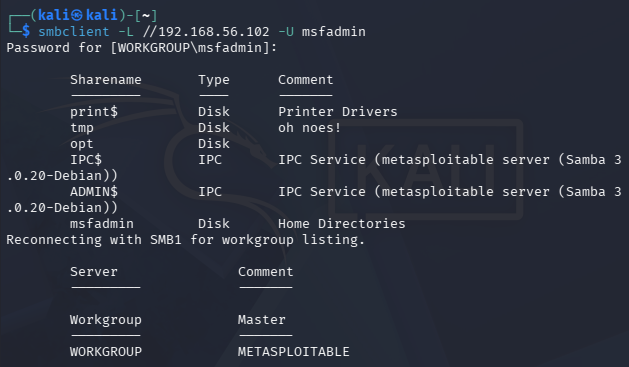 ┌──(kali㉿kali)-[~]
└─$ smbclient -L //192.168.56.102 -U msfadmin
Password for [WORKGROUP\msfadmin]:
Sharename Type Comment
--------- ---- -------
print$ Disk Printer Drivers
tmp Disk oh noes!
opt Disk
IPC$ IPC IPC Service (metasploitable server (Samba 3
.0.20-Debian))
ADMIN$ IPC IPC Service (metasploitable server (Samba 3
.0.20-Debian))
msfadmin Disk Home Directories
Reconnecting with SMB1 for workgroup listing.
Server Comment
--------- -------
Workgroup Master
--------- -------
WORKGROUP METASPLOITABLE
KALI